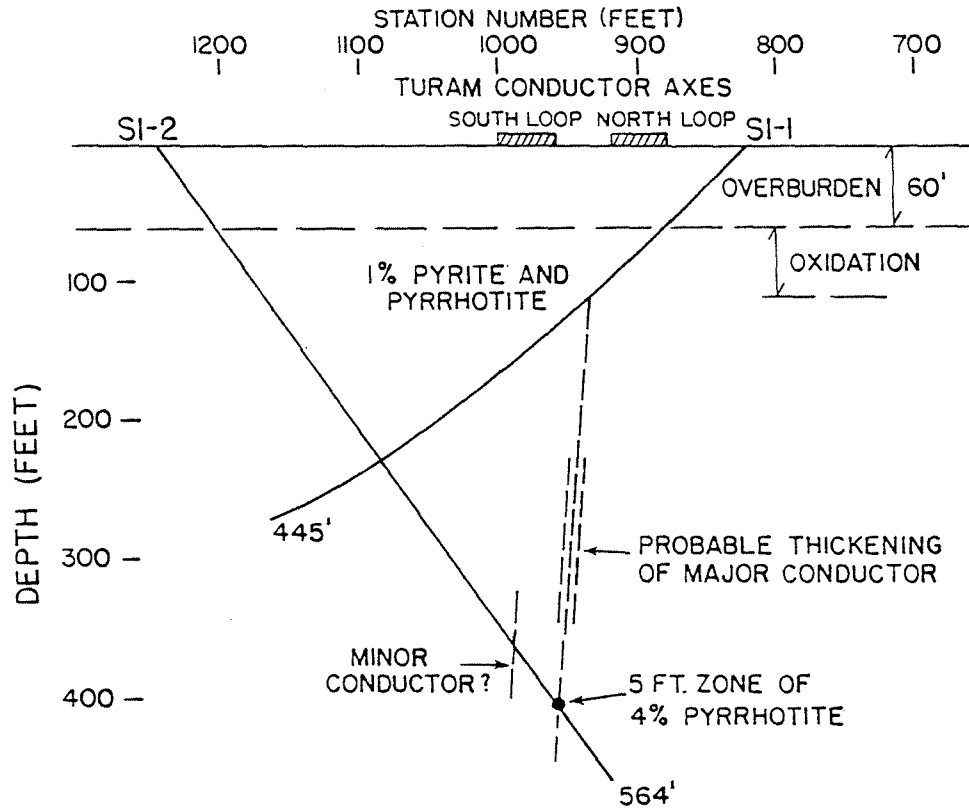 STATION NUMBER (FEET)
1200 1100 1000 900 800 700
TURAM CONDUCTOR AXES
SOUTH LOOP NORTH LOOP
SI-2 SI-1
OVERBURDEN 60'
OXIDATION
1% PYRITE AND
PYRRHOTITE
100
200
300
400
DEPTH (FEET)
445'
PROBABLE THICKENING
OF MAJOR CONDUCTOR
MINOR
CONDUCTOR?
5 FT. ZONE OF
4% PYRRHOTITE
564'